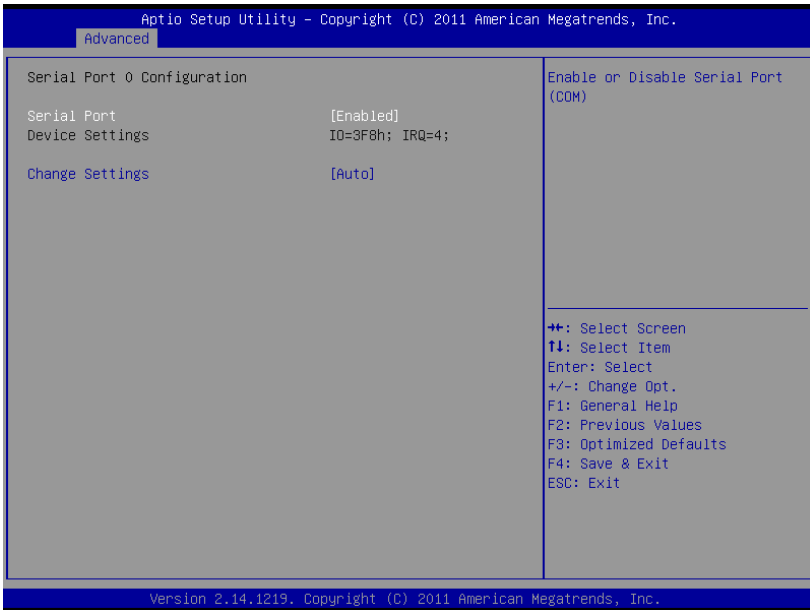 Aptio Setup Utility – Copyright (C) 2011 American Megatrends, Inc.
Advanced
Serial Port 0 Configuration
Serial Port [Enabled]
Device Settings IO=3F8h; IRQ=4;
Change Settings [Auto]
Enable or Disable Serial Port
(COM)
→←: Select Screen
↑↓: Select Item
Enter: Select
+/-: Change Opt.
F1: General Help
F2: Previous Values
F3: Optimized Defaults
F4: Save & Exit
ESC: Exit
Version 2.14.1219. Copyright (C) 2011 American Megatrends, Inc.